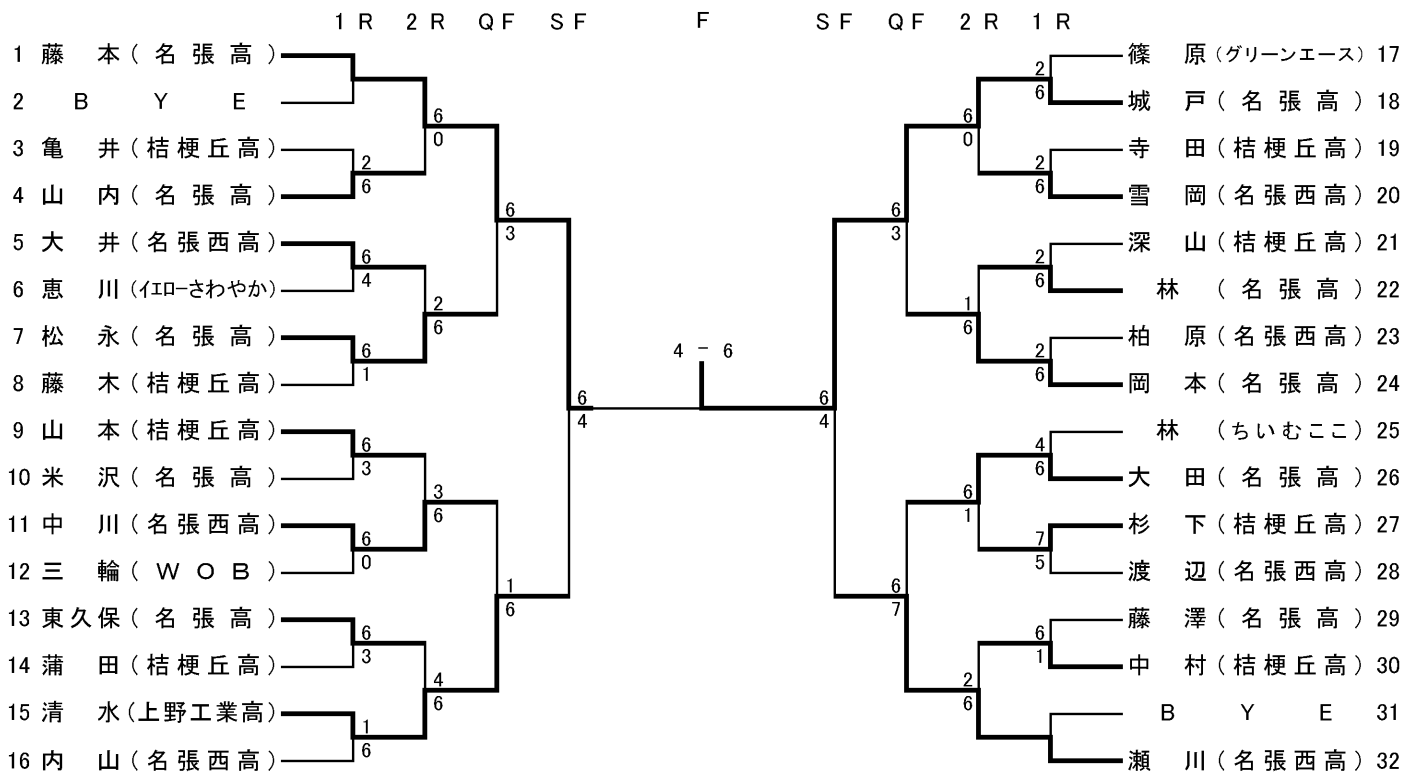 1R 2R QF SF F SF QF 2R 1R
1 藤本(名張高)
2 BYE
3 亀井(桔梗丘高)
4 山内(名張高)
5 大井(名張西高)
6 恵川(イエローさわやか)
7 松永(名張高)
8 藤木(桔梗丘高)
9 山本(桔梗丘高)
10 米沢(名張高)
11 中川(名張西高)
12 三輪(WOB)
13 東久保(名張高)
14 蒲田(桔梗丘高)
15 清水(上野工業高)
16 内山(名張西高)
2
6
6
4
6
1
6
3
6
0
6
3
1
6
6
0
2
6
3
6
4
6
6
3
1
6
6
4
4 - 6
6
4
6
3
6
7
6
0
1
6
6
1
2
6
2
6
2
6
2
6
2
6
4
6
7
5
6
1
篠原(グリーンエース) 17
城戸(名張高) 18
寺田(桔梗丘高) 19
雪岡(名張西高) 20
深山(桔梗丘高) 21
林(名張高) 22
柏原(名張西高) 23
岡本(名張高) 24
林(ちいむここ) 25
大田(名張高) 26
杉下(桔梗丘高) 27
渡辺(名張西高) 28
藤澤(名張高) 29
中村(桔梗丘高) 30
BYE 31
瀬川(名張西高) 32